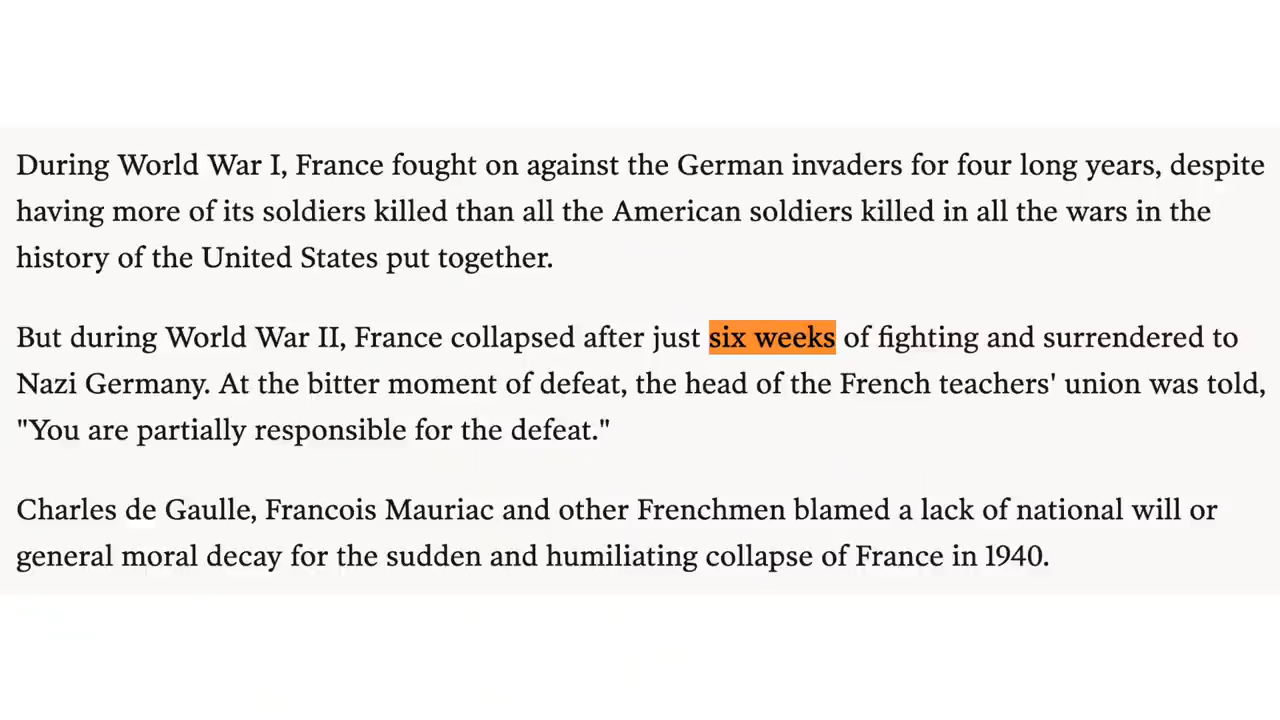 During World War I, France fought on against the German invaders for four long years, despite
having more of its soldiers killed than all the American soldiers killed in all the wars in the
history of the United States put together.
But during World War II, France collapsed after just six weeks of fighting and surrendered to
Nazi Germany. At the bitter moment of defeat, the head of the French teachers' union was told,
"You are partially responsible for the defeat."
Charles de Gaulle, Francois Mauriac and other Frenchmen blamed a lack of national will or
general moral decay for the sudden and humiliating collapse of France in 1940.